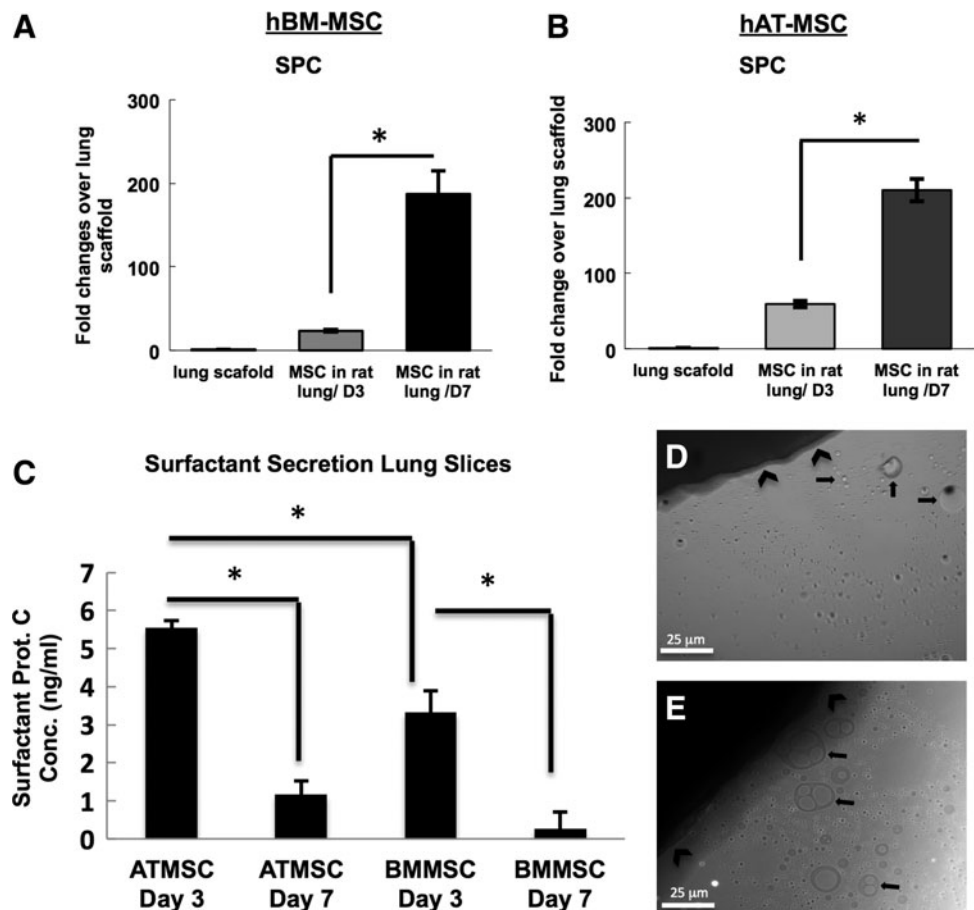 A
hBM-MSC
SPC
Fold changes over lung
scaffold
300
200
100
0
*
lung scaffold
MSC in rat
lung/ D3
MSC in rat
lung /D7
B
hAT-MSC
SPC
Fold change over lung scaffold
300
200
100
0
*
lung scaffold
MSC in rat
lung/ D3
MSC in rat
lung /D7
C
Surfactant Secretion Lung Slices
Surfactant Prot. C
Conc. (ng/ml)
7
6
5
4
3
2
1
0
*
*
*
ATMSC
Day 3
ATMSC
Day 7
BMMSC
Day 3
BMMSC
Day 7
D
25 μm
E
25 μm